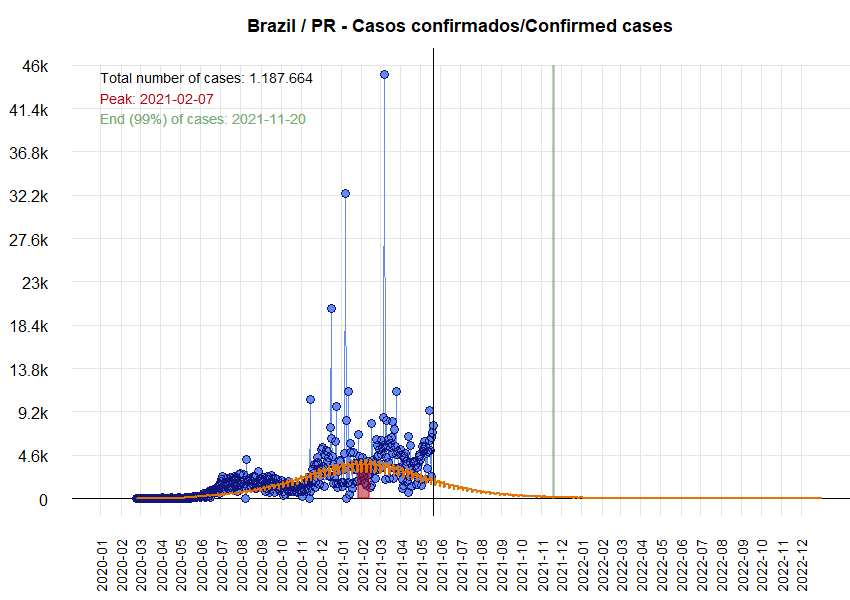 Brazil / PR - Casos confirmados/Confirmed cases
Total number of cases: 1.187.664
Peak: 2021-02-07
End (99%) of cases: 2021-11-20
46k
41.4k
36.8k
32.2k
27.6k
23k
18.4k
13.8k
9.2k
4.6k
0
2020-01
2020-02
2020-03
2020-04
2020-05
2020-06
2020-07
2020-08
2020-09
2020-10
2020-11
2020-12
2021-01
2021-02
2021-03
2021-04
2021-05
2021-06
2021-07
2021-08
2021-09
2021-10
2021-11
2021-12
2022-01
2022-02
2022-03
2022-04
2022-05
2022-06
2022-07
2022-08
2022-09
2022-10
2022-11
2022-12